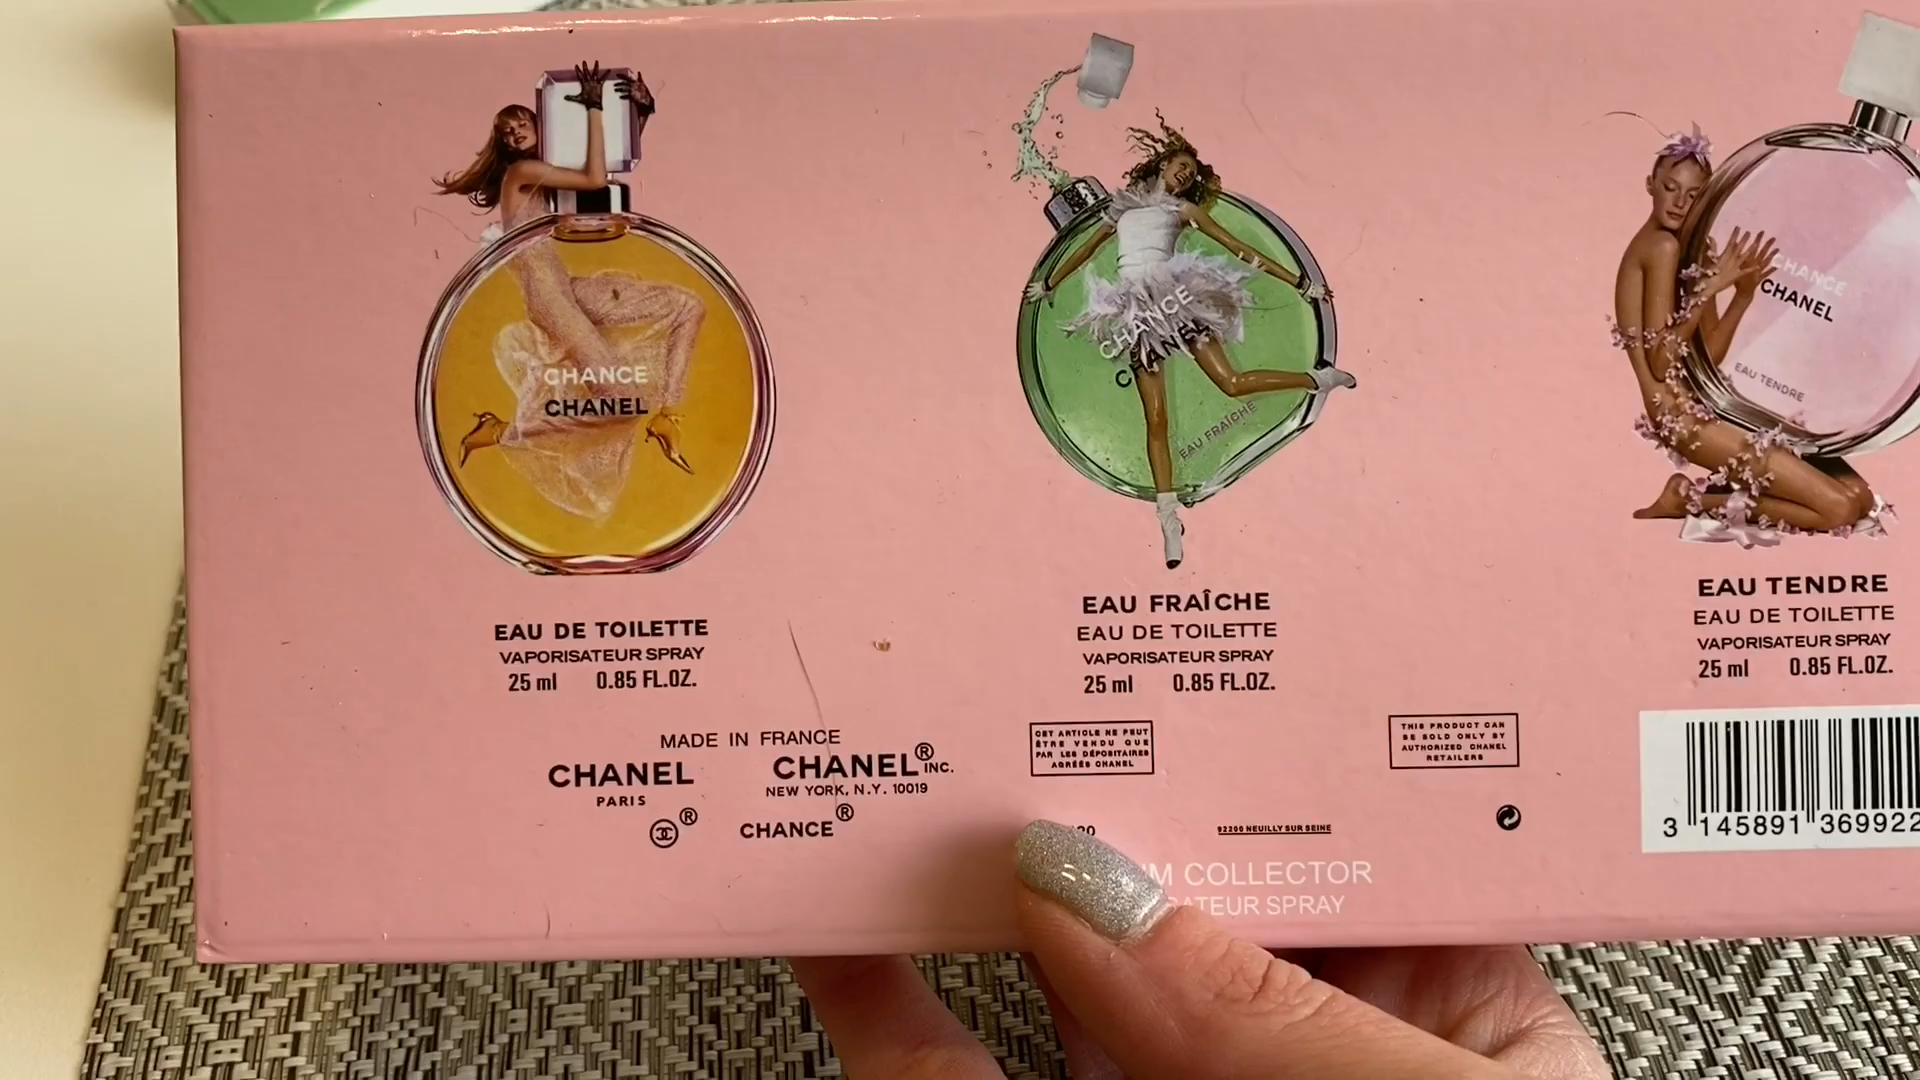 CHANCE
CHANEL
EAU DE TOILETTE
VAPORISATEUR SPRAY
25 ml 0.85 FL.OZ.
CHANCE
CHANEL
EAU FRAÎCHE
EAU FRAÎCHE
EAU DE TOILETTE
VAPORISATEUR SPRAY
25 ml 0.85 FL.OZ.
CHANCE
CHANEL
EAU TENDRE
EAU TENDRE
EAU DE TOILETTE
VAPORISATEUR SPRAY
25 ml 0.85 FL.OZ.
MADE IN FRANCE
CHANEL
PARIS
CHANEL® INC.
NEW YORK, N.Y. 10019
®
CHANCE®
CET ARTICLE NE PEUT
ÊTRE VENDU QUE
PAR LES DÉPOSITAIRES
AGRÉÉS CHANEL
THIS PRODUCT CAN
BE SOLD ONLY BY
AUTHORIZED CHANEL
RETAILERS
92200 NEUILLY SUR SEINE
COLLECTOR
SPRAY
3 145891 369922